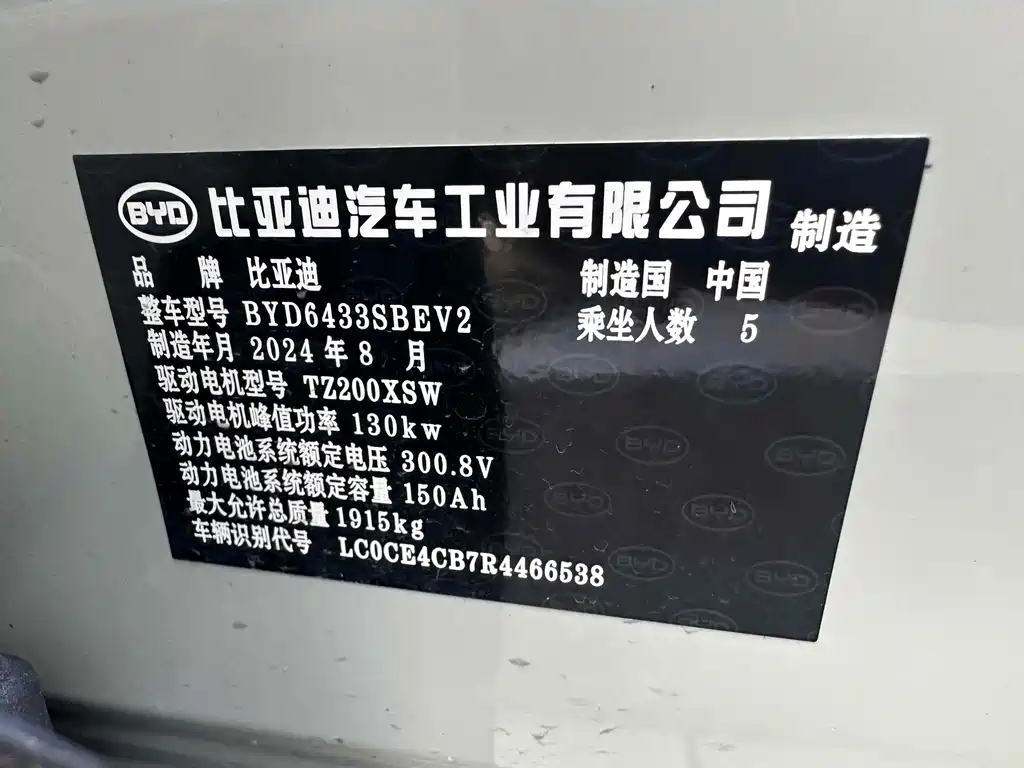 BYD 比亚迪汽车工业有限公司 制造
品 牌 比亚迪 制造国 中国
整车型号 BYD6433SBEV2 乘坐人数 5
制造年月 2024 年 8 月
驱动电机型号 TZ200XSW
驱动电机峰值功率 130kw
动力电池系统额定电压 300.8V
动力电池系统额定容量 150Ah
最大允许总质量 1915kg
车辆识别代号 LC0CE4CB7R4466538